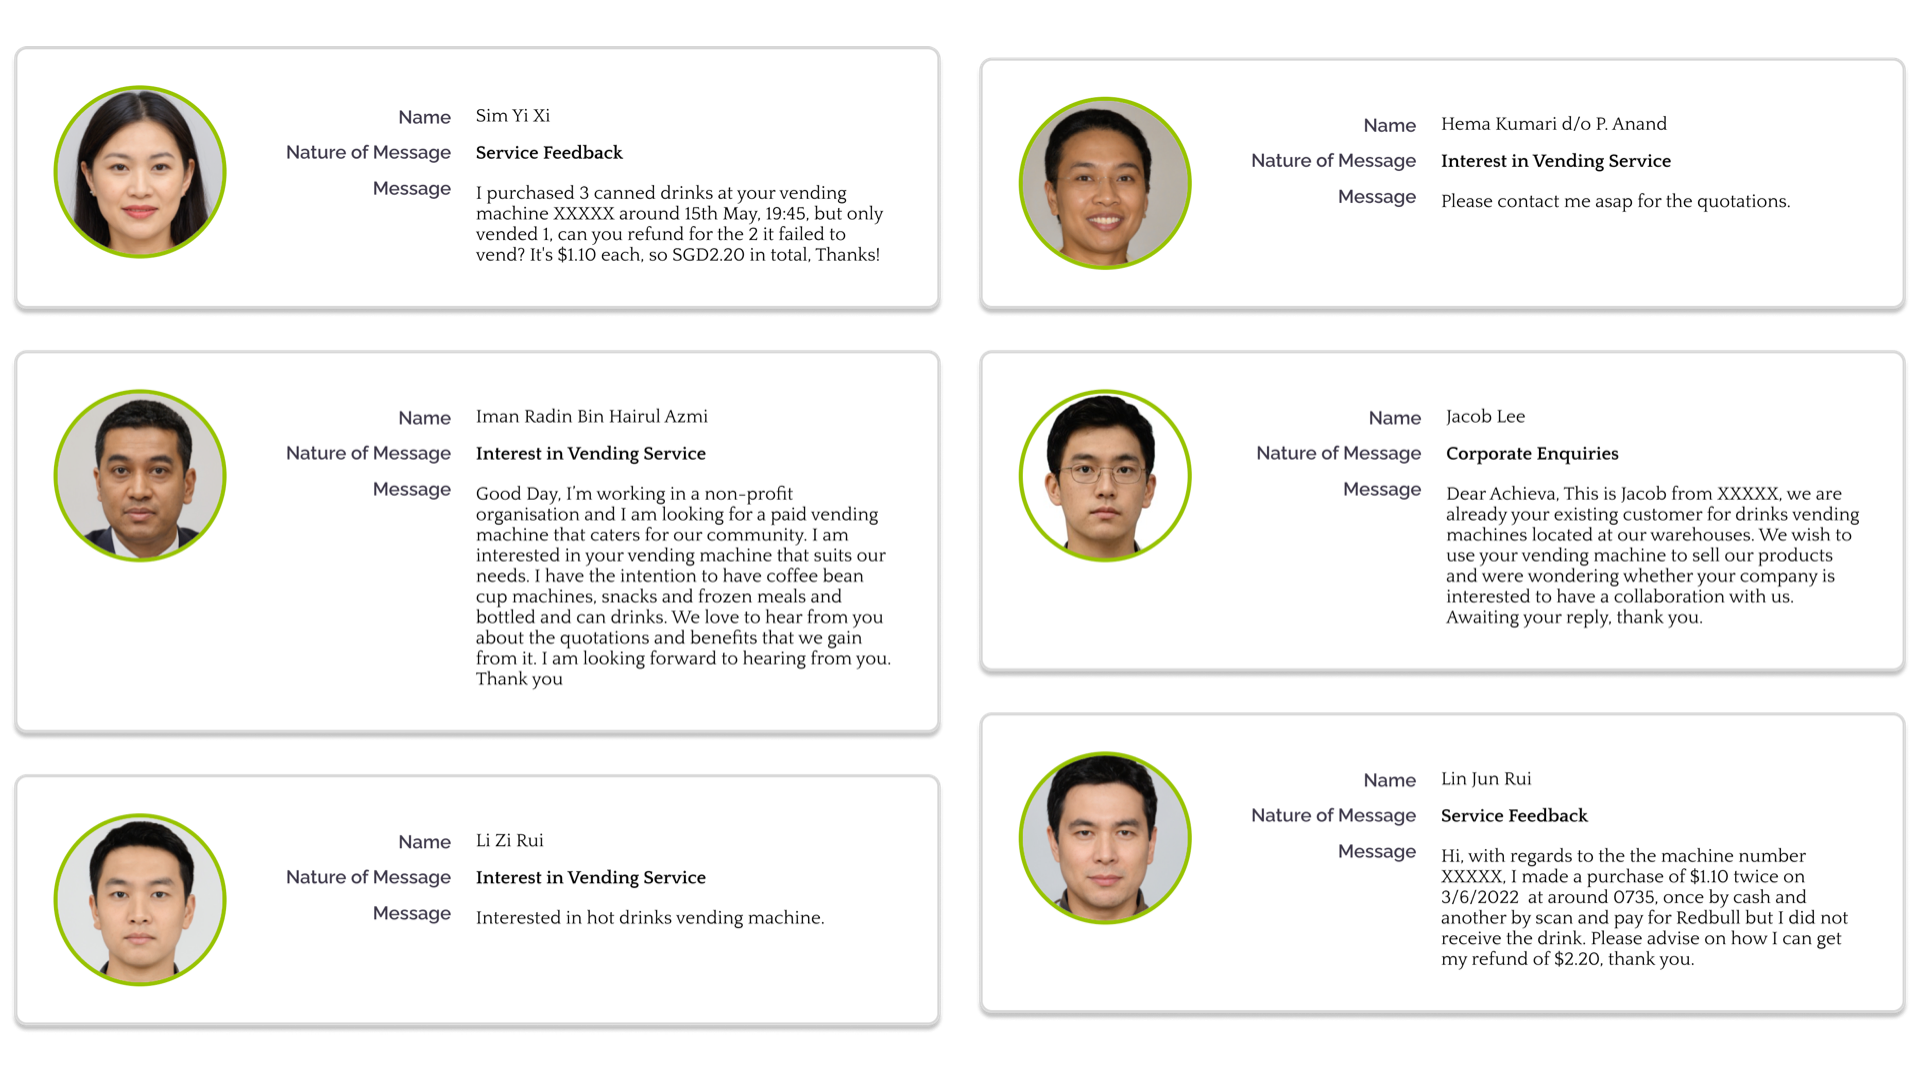 Name Sim Yi Xi
Nature of Message Service Feedback
Message I purchased 3 canned drinks at your vending
machine XXXXX around 15th May, 19:45, but only
vended 1, can you refund for the 2 it failed to
vend? It's $1.10 each, so SGD2.20 in total, Thanks!
Name Iman Radin Bin Hairul Azmi
Nature of Message Interest in Vending Service
Message Good Day, I'm working in a non-profit
organisation and I am looking for a paid vending
machine that caters for our community. I am
interested in your vending machine that suits our
needs. I have the intention to have coffee bean
cup machines, snacks and frozen meals and
bottled and can drinks. We love to hear from you
about the quotations and benefits that we gain
from it. I am looking forward to hearing from you.
Thank you
Name Li Zi Rui
Nature of Message Interest in Vending Service
Message Interested in hot drinks vending machine.
Name Hema Kumari d/o P. Anand
Nature of Message Interest in Vending Service
Message Please contact me asap for the quotations.
Name Jacob Lee
Nature of Message Corporate Enquiries
Message Dear Achieva, This is Jacob from XXXXX, we are
already your existing customer for drinks vending
machines located at our warehouses. We wish to
use your vending machine to sell our products
and were wondering whether your company is
interested to have a collaboration with us.
Awaiting your reply, thank you.
Name Lin Jun Rui
Nature of Message Service Feedback
Message Hi, with regards to the the machine number
XXXXX, I made a purchase of $1.10 twice on
3/6/2022 at around 0735, once by cash and
another by scan and pay for Redbull but I did not
receive the drink. Please advise on how I can get
my refund of $2.20, thank you.